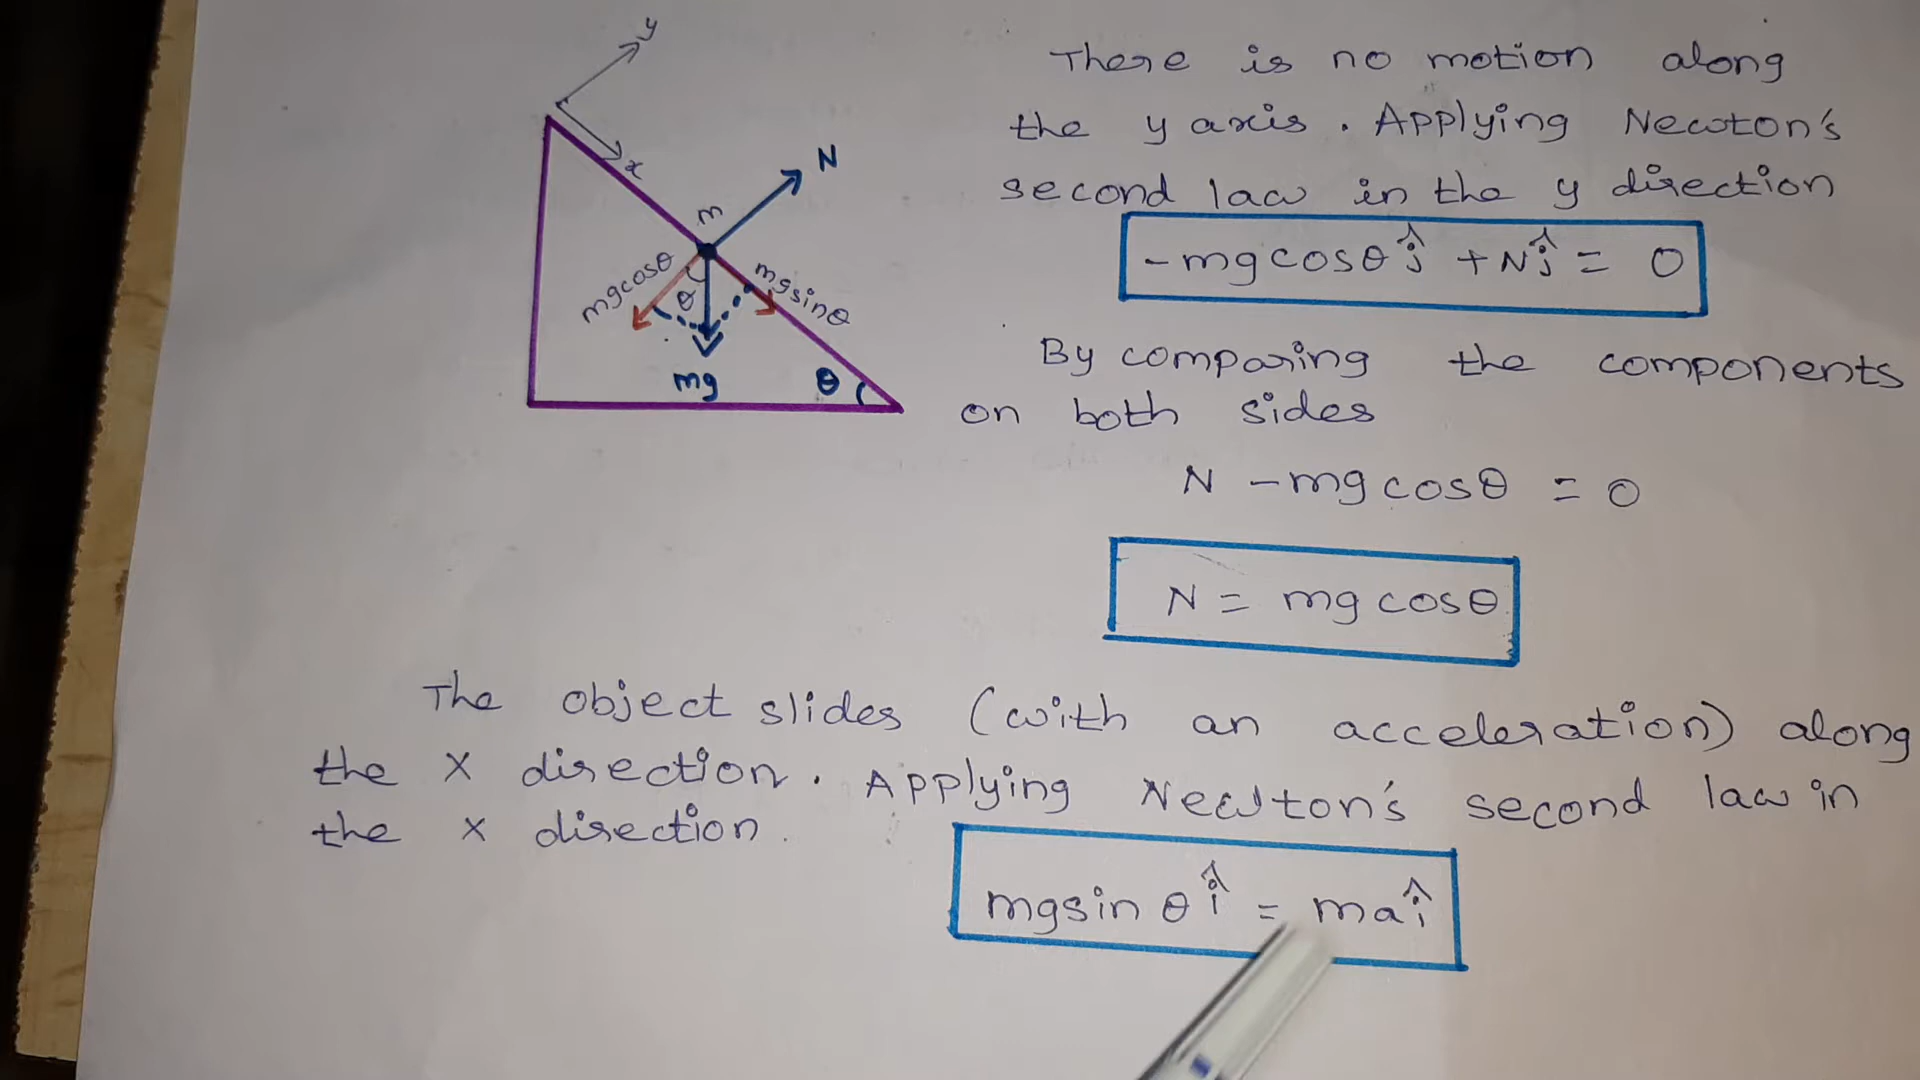 y
x
N
m
mgcosθ
θ
mgsinθ
mg
θ
There is no motion along
the y axis. Applying Newton's
second law in the y direction
-mgcosθ ĵ + N ĵ = 0
By comparing the components
on both sides
N - mg cosθ = 0
N = mg cosθ
The object slides (with an acceleration) along
the x direction. Applying Newton's second law in
the x direction.
mgsin θ î = ma î